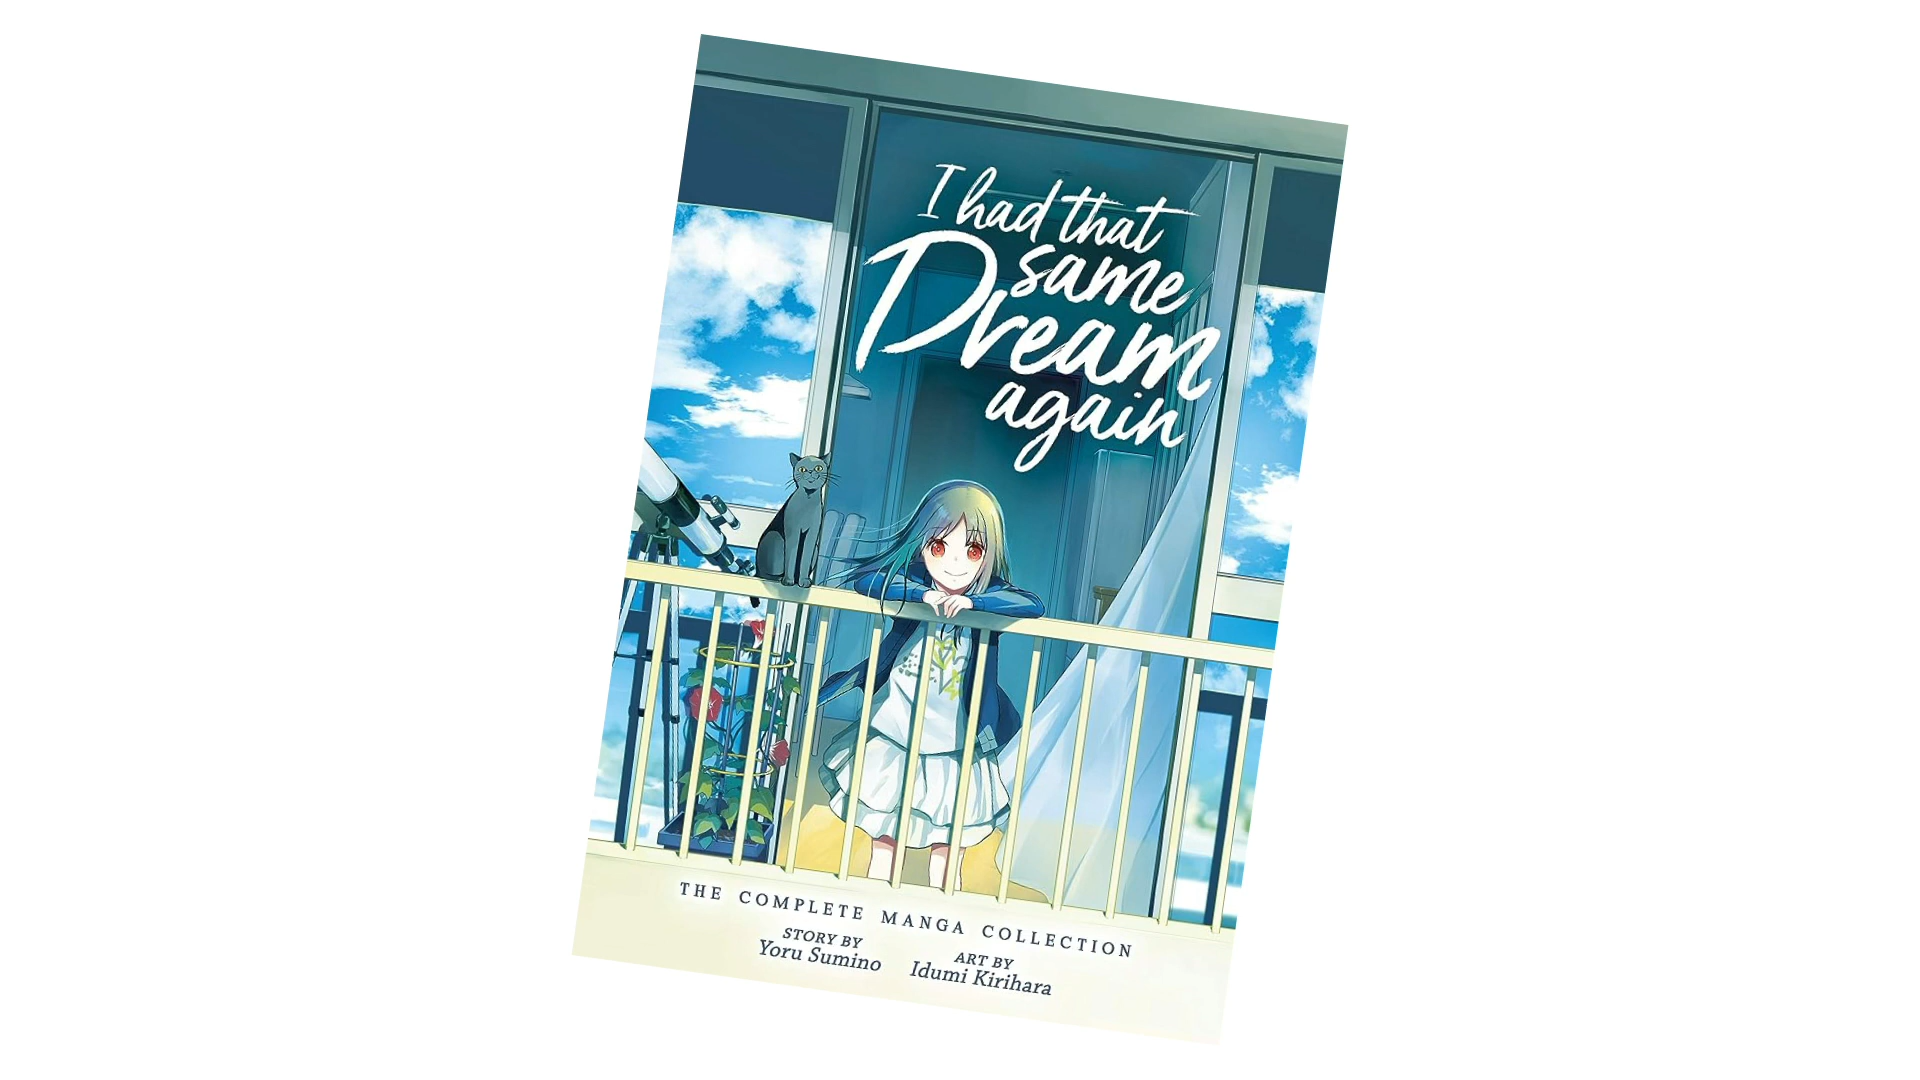 I had that
same
Dream
again
THE COMPLETE MANGA COLLECTION
STORY BY
Yoru Sumino
ART BY
Idumi Kirihara